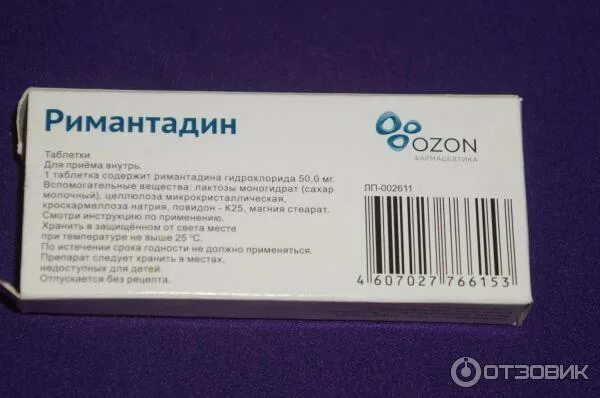 Римантадин
Таблетки
Для приёма внутрь.
1 таблетка содержит римантадина гидрохлорида 50,0 мг.
Вспомогательные вещества: лактозы моногидрат (сахар
молочный), целлюлоза микрокристаллическая,
кроскармеллоза натрия, повидон - К25, магния стеарат.
Смотри инструкцию по применению.
Хранить в защищённом от света месте
при температуре не выше 25 °С.
По истечении срока годности не должно применяться.
Препарат следует хранить в местах,
недоступных для детей.
Отпускается без рецепта.
OZON
ФАРМАЦЕВТИКА
ЛП-002611
4 607027 766153
ОТЗОВИК